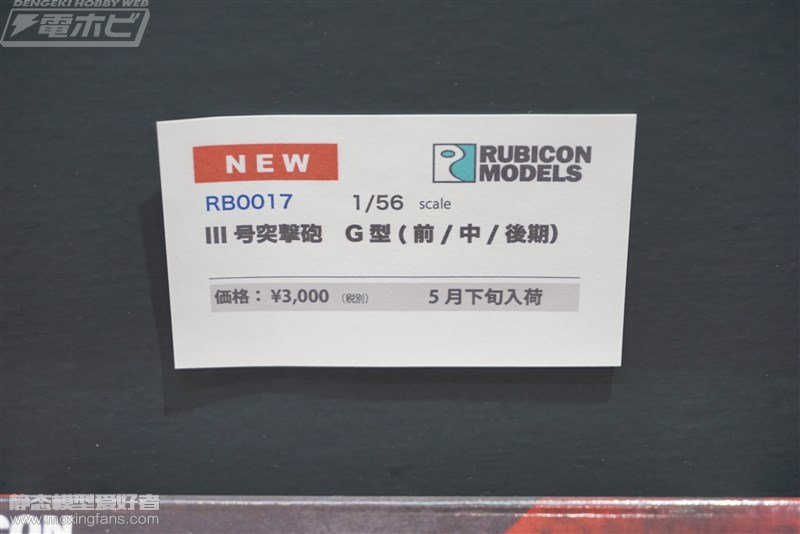 DENGEKI HOBBY WEB
電ホビ
NEW
RUBICON
MODELS
RB0017 1/56 scale
III 号突撃砲 G 型 ( 前 / 中 / 後期)
価格： ¥3,000 （税別） 5 月下旬入荷
静态模型爱好者
www.moxingfans.com
CON